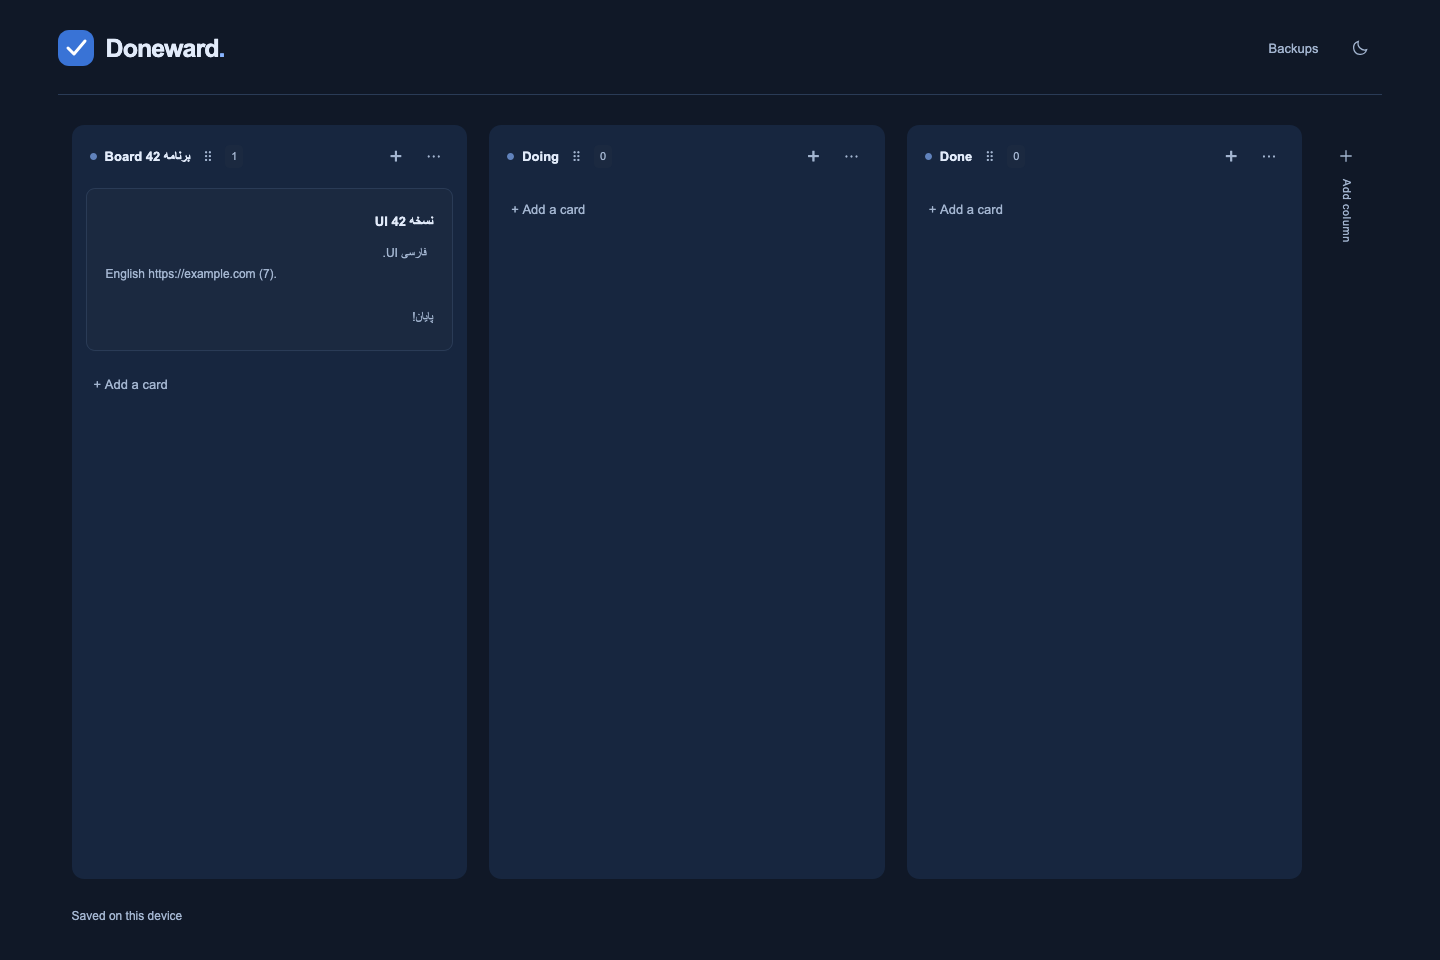 Doneward.
Backups
Board 42 برنامه
1
نسخه 42 UI
فارسی UI.
English https://example.com (7).
پایان!
+ Add a card
Doing
0
+ Add a card
Done
0
+ Add a card
Add column
Saved on this device